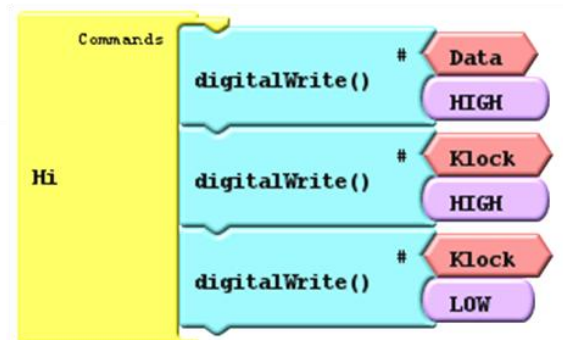 Commands
# Data
digitalWrite()
HIGH
# Klock
Hi
digitalWrite()
HIGH
# Klock
digitalWrite()
LOW